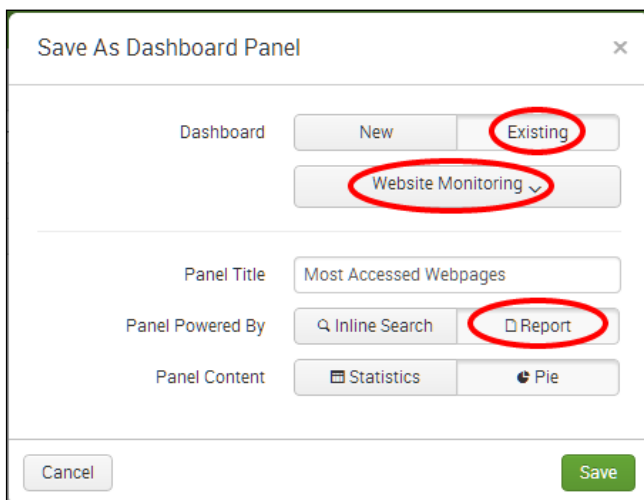 Save As Dashboard Panel ×
Dashboard New Existing
Website Monitoring
Panel Title Most Accessed Webpages
Panel Powered By Inline Search Report
Panel Content Statistics Pie
Cancel Save